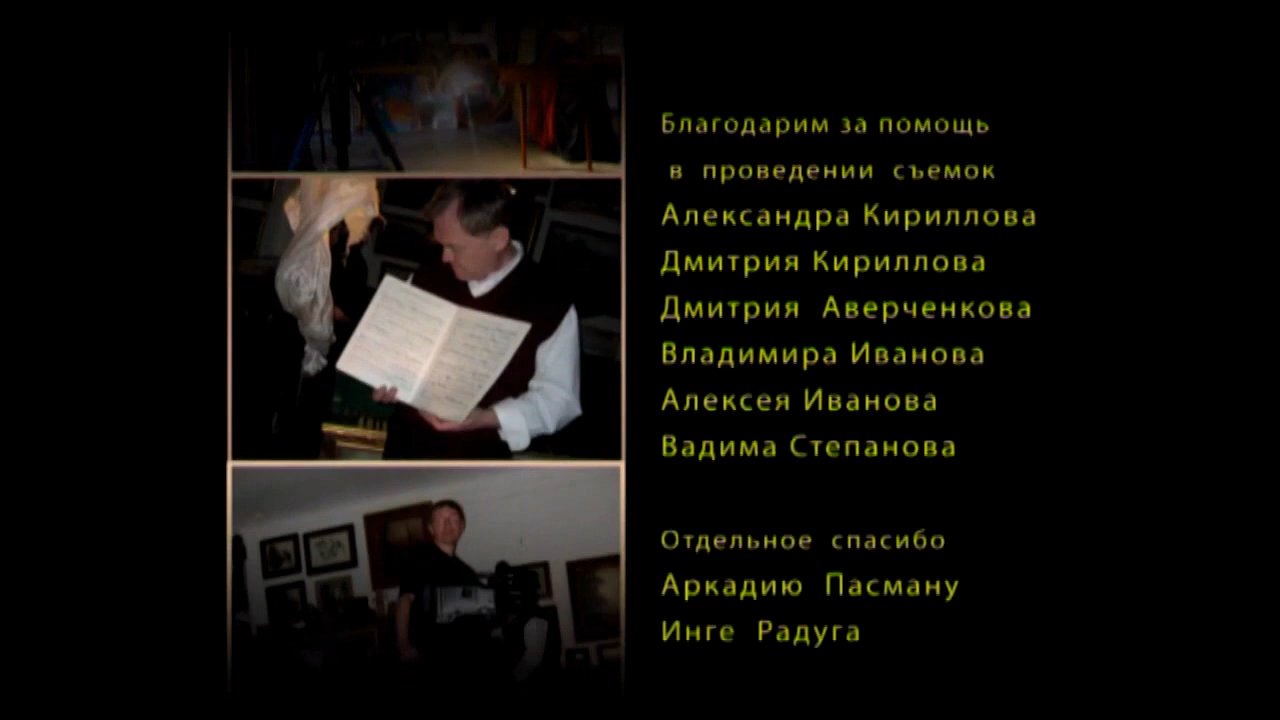 Благодарим за помощь
в проведении съемок
Александра Кириллова
Дмитрия Кириллова
Дмитрия Аверченкова
Владимира Иванова
Алексея Иванова
Вадима Степанова
Отдельное спасибо
Аркадию Пасману
Инге Радуга